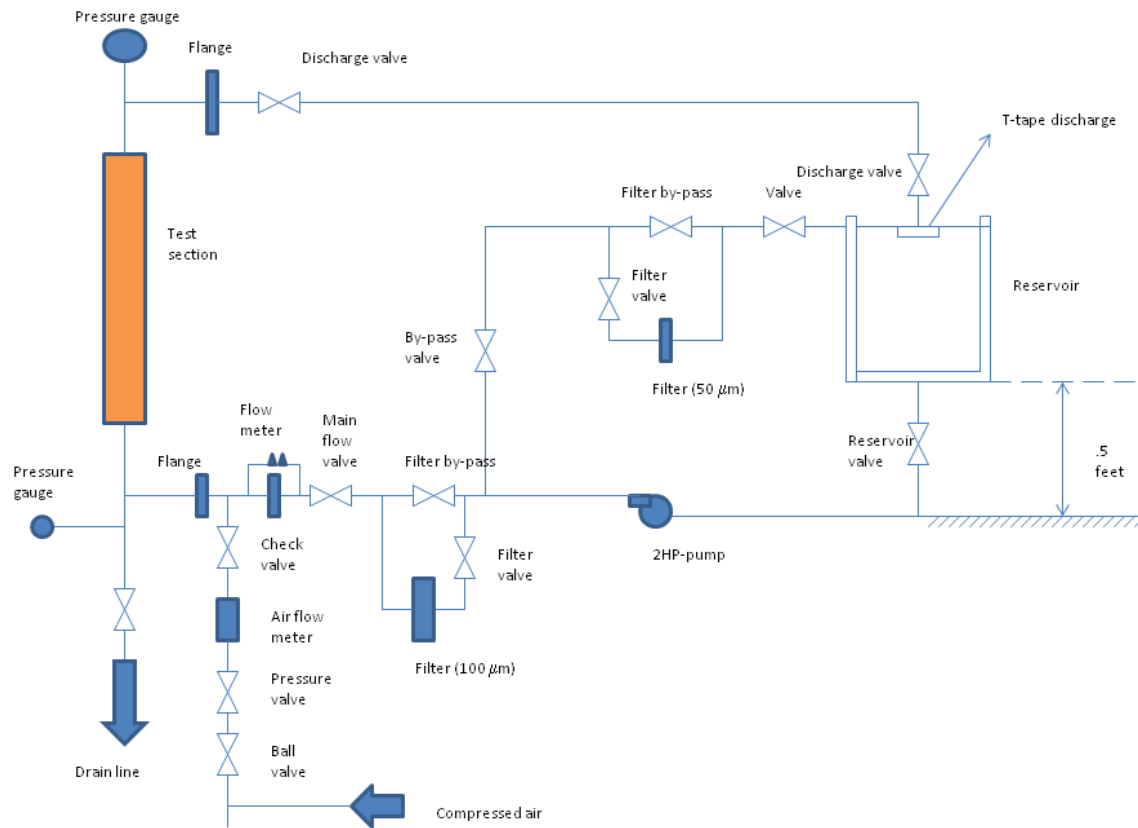 Pressure gauge
Flange
Discharge valve
T-tape discharge
Discharge valve
Filter by-pass
Valve
Test
section
Filter
valve
Reservoir
By-pass
valve
Filter (50 µm)
Flow
meter
Main
flow
valve
Reservoir
valve
.5
feet
Flange
Filter by-pass
Pressure
gauge
Check
valve
Filter
valve
2HP-pump
Air flow
meter
Filter (100 µm)
Pressure
valve
Ball
valve
Drain line
Compressed air